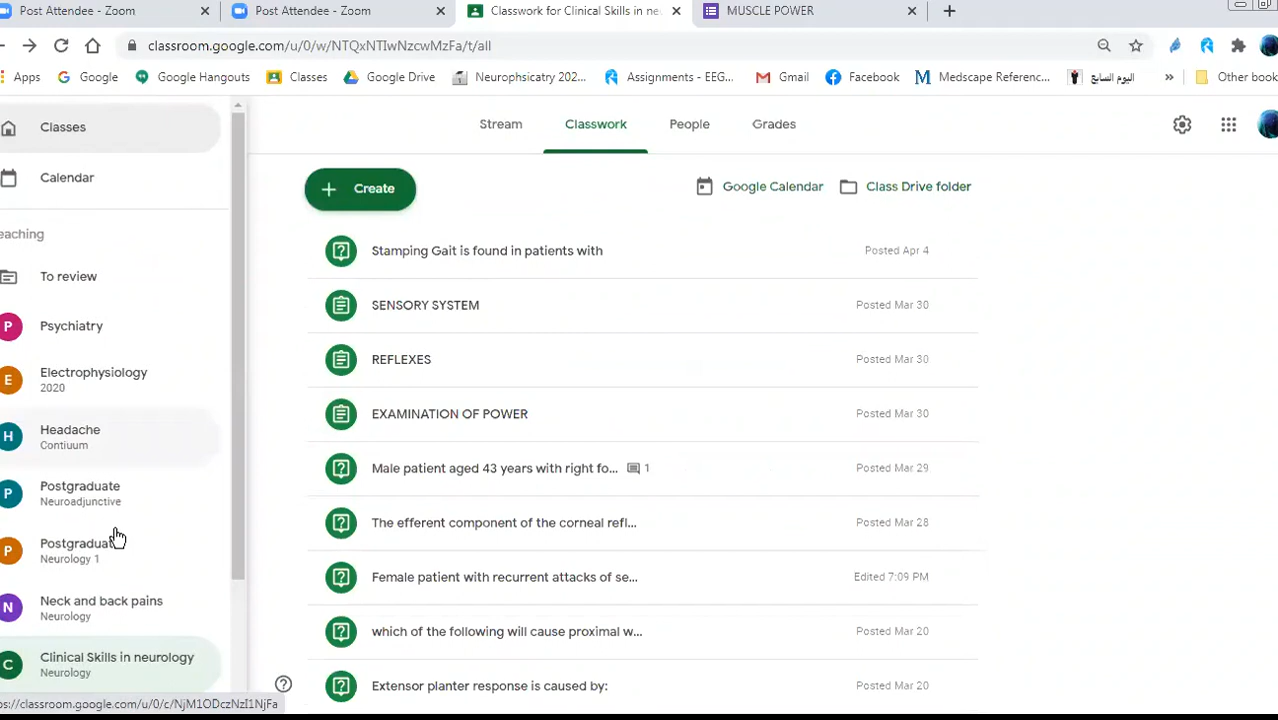 Post Attendee - Zoom
Post Attendee - Zoom
Classwork for Clinical Skills in ne
MUSCLE POWER
classroom.google.com/u/0/w/NTQxNTIwNzcwMzFa/t/all
Apps
Google
Google Hangouts
Classes
Google Drive
Neurophsicatry 202...
Assignments - EEG...
Gmail
Facebook
Medscape Referenc...
اليوم السابع
Other book
Classes
Calendar
eaching
To review
P Psychiatry
E Electrophysiology
2020
H Headache
Contiuum
P Postgraduate
Neuroadjunctive
P Postgraduat
Neurology 1
N Neck and back pains
Neurology
C Clinical Skills in neurology
Neurology
ps://classroom.google.com/u/0/c/NjM1ODczNzI1NjFa
Stream
Classwork
People
Grades
Create
Google Calendar
Class Drive folder
Stamping Gait is found in patients with Posted Apr 4
SENSORY SYSTEM Posted Mar 30
REFLEXES Posted Mar 30
EXAMINATION OF POWER Posted Mar 30
Male patient aged 43 years with right fo... 1 Posted Mar 29
The efferent component of the corneal refl... Posted Mar 28
Female patient with recurrent attacks of se... Edited 7:09 PM
which of the following will cause proximal w... Posted Mar 20
Extensor planter response is caused by: Posted Mar 20